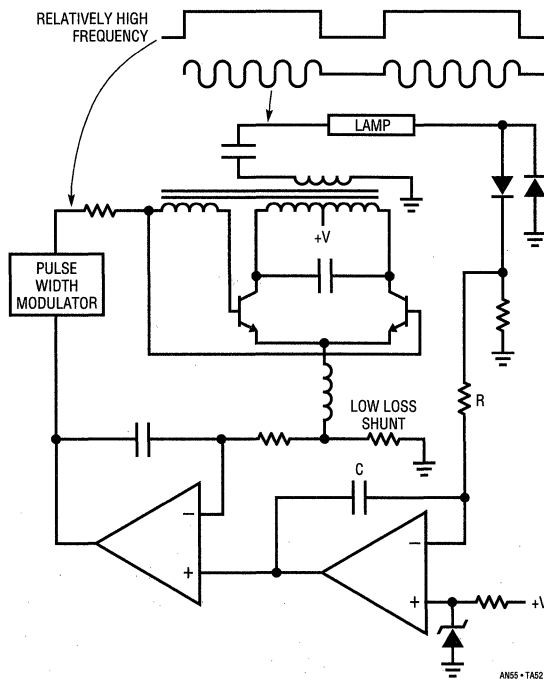 RELATIVELY HIGH
FREQUENCY
LAMP
+V
PULSE
WIDTH
MODULATOR
LOW LOSS
SHUNT
R
C
–
+
–
+
+V
AN55 • TA52